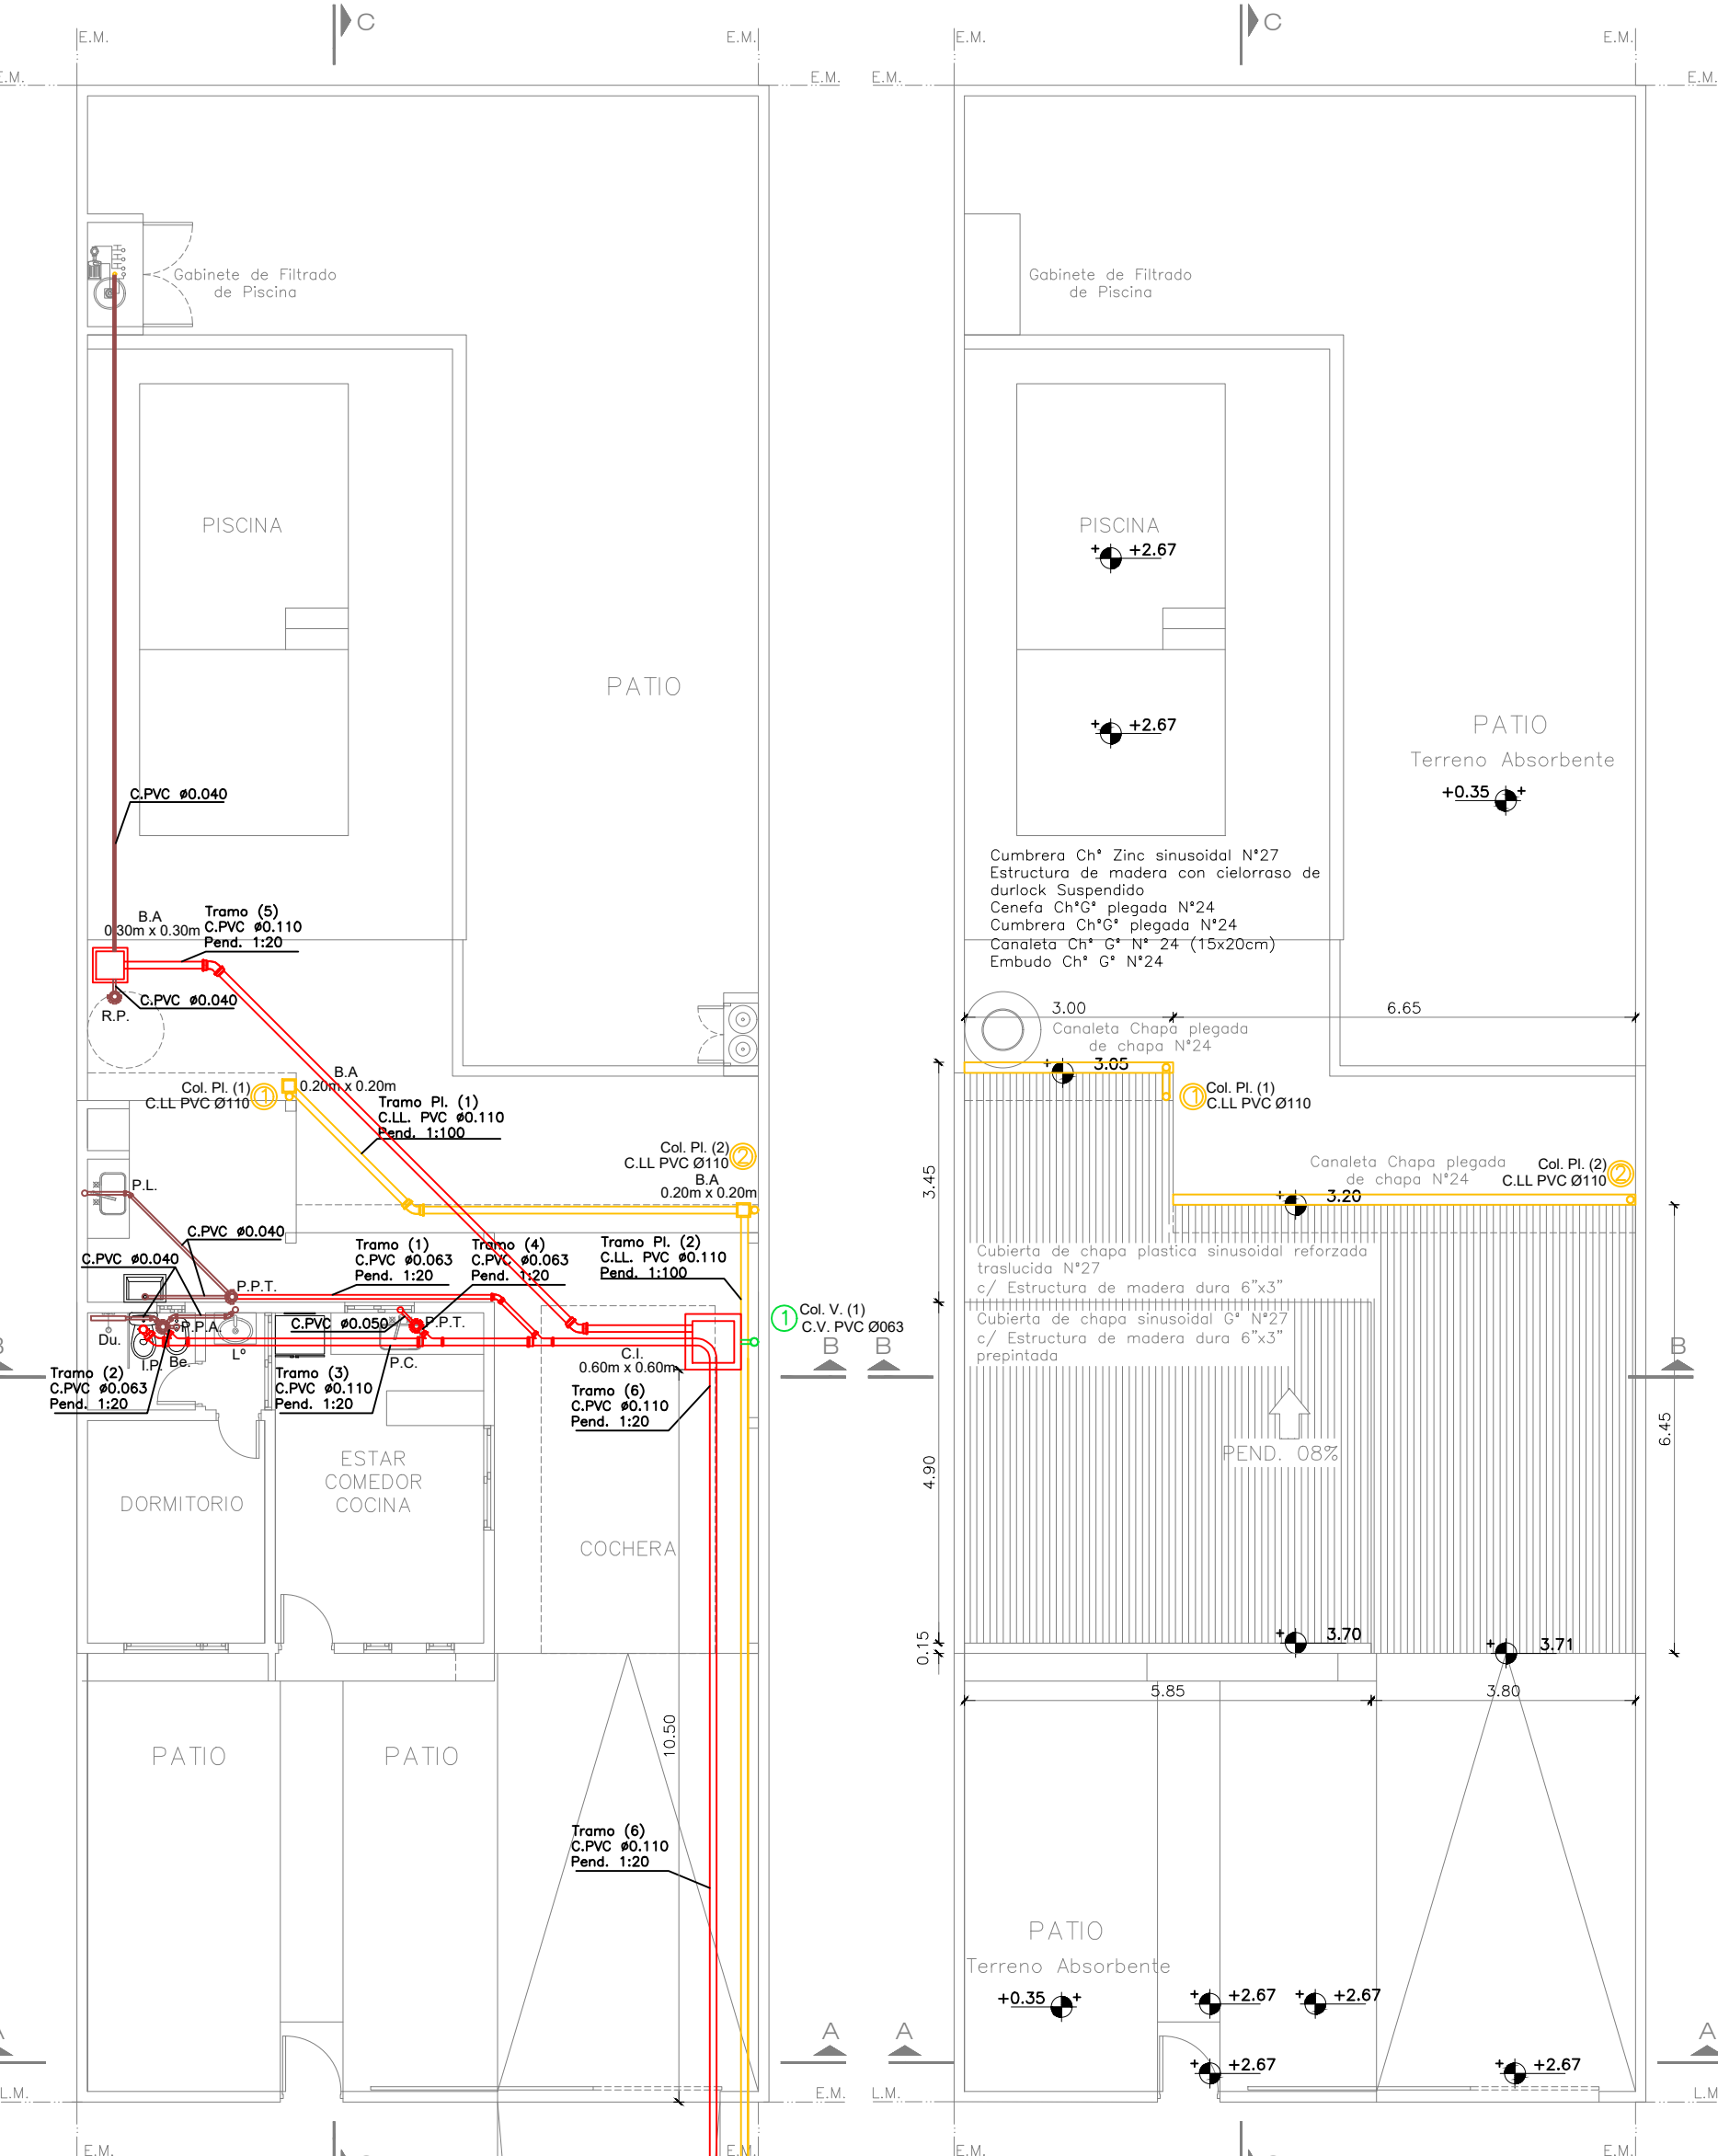 C
C
E.M.
E.M.
E.M.
E.M.
E.M.
E.M.
E.M.
E.M.
Gabinete de Filtrado
de Piscina
Gabinete de Filtrado
de Piscina
PISCINA
PISCINA
+2.67
PATIO
+2.67
PATIO
Terreno Absorbente
+0.35
C.PVC ø0.040
Cumbrera Ch° Zinc sinusoidal N°27
Estructura de madera con cielorraso de
durlock Suspendido
Cenefa Ch°G° plegada N°24
Cumbrera Ch°G° plegada N°24
Canaleta Ch° G° N° 24 (15x20cm)
Embudo Ch° G° N°24
B.A
0.30m x 0.30m
Tramo (5)
C.PVC ø0.110
Pend. 1:20
C.PVC ø0.040
R.P.
3.00
6.65
Canaleta Chapa plegada
de chapa N°24
3.05
Col. Pl. (1)
C.LL PVC Ø110
1
B.A
0.20m x 0.20m
Tramo Pl. (1)
C.LL. PVC ø0.110
Pend. 1:100
1
Col. Pl. (1)
C.LL PVC Ø110
Col. Pl. (2)
C.LL PVC Ø110
2
B.A
0.20m x 0.20m
3.45
Canaleta Chapa plegada
de chapa N°24
Col. Pl. (2)
C.LL PVC Ø110
2
3.20
P.L.
C.PVC ø0.040
C.PVC ø0.040
Tramo (1)
C.PVC ø0.063
Pend. 1:20
Tramo (4)
C.PVC ø0.063
Pend. 1:20
Tramo Pl. (2)
C.LL. PVC ø0.110
Pend. 1:100
Cubierta de chapa plastica sinusoidal reforzada
traslucida N°27
c/ Estructura de madera dura 6"x3"
Cubierta de chapa sinusoidal G° N°27
c/ Estructura de madera dura 6"x3"
prepintada
P.P.T.
P.P.A.
C.PVC ø0.050
P.P.T.
Du.
I.P.
Be.
L°
P.C.
1
Col. V. (1)
C.V. PVC Ø063
C.I.
0.60m x 0.60m
B
B
B
B
Tramo (2)
C.PVC ø0.063
Pend. 1:20
Tramo (3)
C.PVC ø0.110
Pend. 1:20
Tramo (6)
C.PVC ø0.110
Pend. 1:20
PEND. 08%
6.45
4.90
DORMITORIO
ESTAR
COMEDOR
COCINA
COCHERA
0.15
3.70
3.71
5.85
3.80
PATIO
PATIO
10.50
Tramo (6)
C.PVC ø0.110
Pend. 1:20
PATIO
Terreno Absorbente
+0.35
+2.67
+2.67
A
A
A
A
+2.67
+2.67
L.M.
E.M.
L.M.
L.M
E.M.
E.M.
E.M.
E.M.